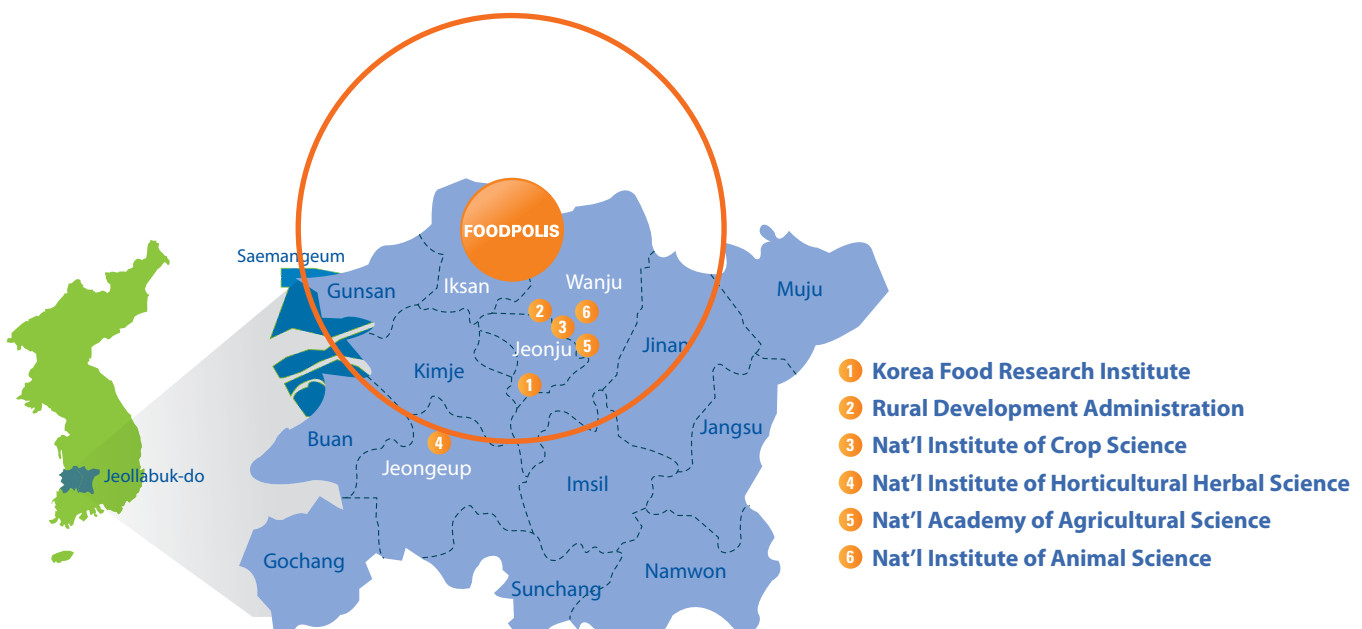 FOODPOLIS
Saemangeum
Gunsan
Iksan
Wanju
Muju
2
6
3
Jeonju
5
Jinan
Kimje
1
Buan
4
Jeongeup
Jangsu
Imsil
Jeollabuk-do
Gochang
Sunchang
Namwon
1 Korea Food Research Institute
2 Rural Development Administration
3 Nat'l Institute of Crop Science
4 Nat'l Institute of Horticultural Herbal Science
5 Nat'l Academy of Agricultural Science
6 Nat'l Institute of Animal Science